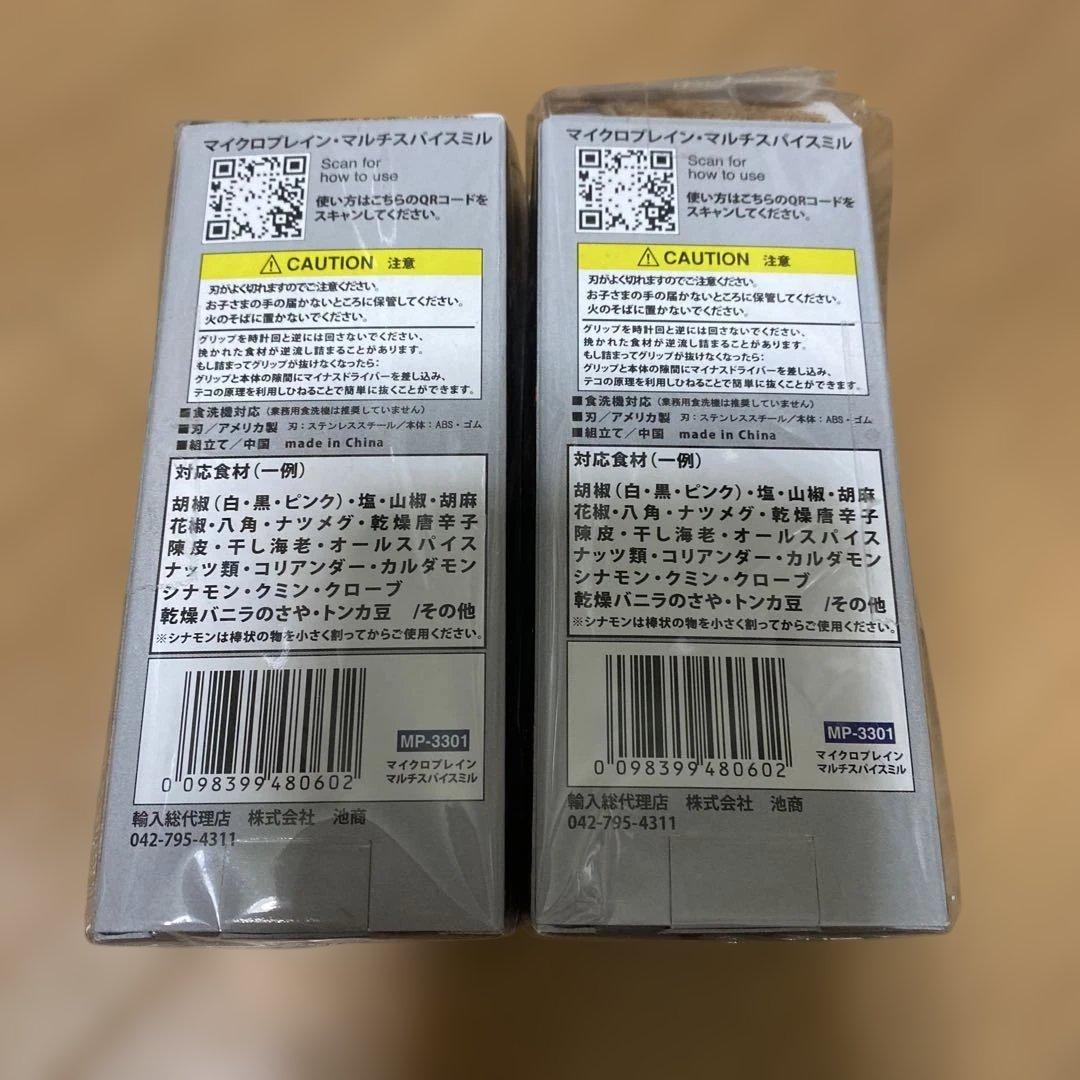 マイクロプレイン・マルチスパイスミル
Scan for
how to use
使い方はこちらのQRコードを
スキャンしてください。
CAUTION 注意
刃がよく切れますのでご注意ください。
お子さまの手の届かないところに保管してください。
火のそばに置かないでください。
グリップを時計回と逆には回さないでください、
挽かれた食材が逆流し詰まることがあります。
もし詰まってグリップが抜けなくなったら:
グリップと本体の隙間にマイナスドライバーを差し込み、
テコの原理を利用しひねることで簡単に抜くことができます。
■食洗機対応(業務用食洗機は推奨していません)
■刃/アメリカ製 刃:ステンレススチール/本体:ABS・ゴム
■組立て/中国 made in China
対応食材(一例)
胡椒(白・黒・ピンク)・塩・山椒・胡麻
花椒・八角・ナツメグ・乾燥唐辛子
陳皮・干し海老・オールスパイス
ナッツ類・コリアンダー・カルダモン
シナモン・クミン・クローブ
乾燥バニラのさや・トンカ豆 /その他
※シナモンは棒状の物を小さく割ってからご使用ください。
MP-3301
マイクロプレイン
マルチスパイスミル
0 098399 480602
輸入総代理店 株式会社 池商
042-795-4311
マイクロプレイン・マルチスパイスミル
Scan for
how to use
使い方はこちらのQRコードを
スキャンしてください。
CAUTION 注意
刃がよく切れますのでご注意ください。
お子さまの手の届かないところに保管してください。
火のそばに置かないでください。
グリップを時計回と逆には回さないでください、
挽かれた食材が逆流し詰まることがあります。
もし詰まってグリップが抜けなくなったら:
グリップと本体の隙間にマイナスドライバーを差し込み、
テコの原理を利用しひねることで簡単に抜くことができます。
■食洗機対応(業務用食洗機は推奨していません)
■刃/アメリカ製 刃:ステンレススチール/本体:ABS・ゴム
■組立て/中国 made in China
対応食材(一例)
胡椒(白・黒・ピンク)・塩・山椒・胡麻
花椒・八角・ナツメグ・乾燥唐辛子
陳皮・干し海老・オールスパイス
ナッツ類・コリアンダー・カルダモン
シナモン・クミン・クローブ
乾燥バニラのさや・トンカ豆 /その他
※シナモンは棒状の物を小さく割ってからご使用ください。
MP-3301
マイクロプレイン
マルチスパイスミル
0 098399 480602
輸入総代理店 株式会社 池商
042-795-4311